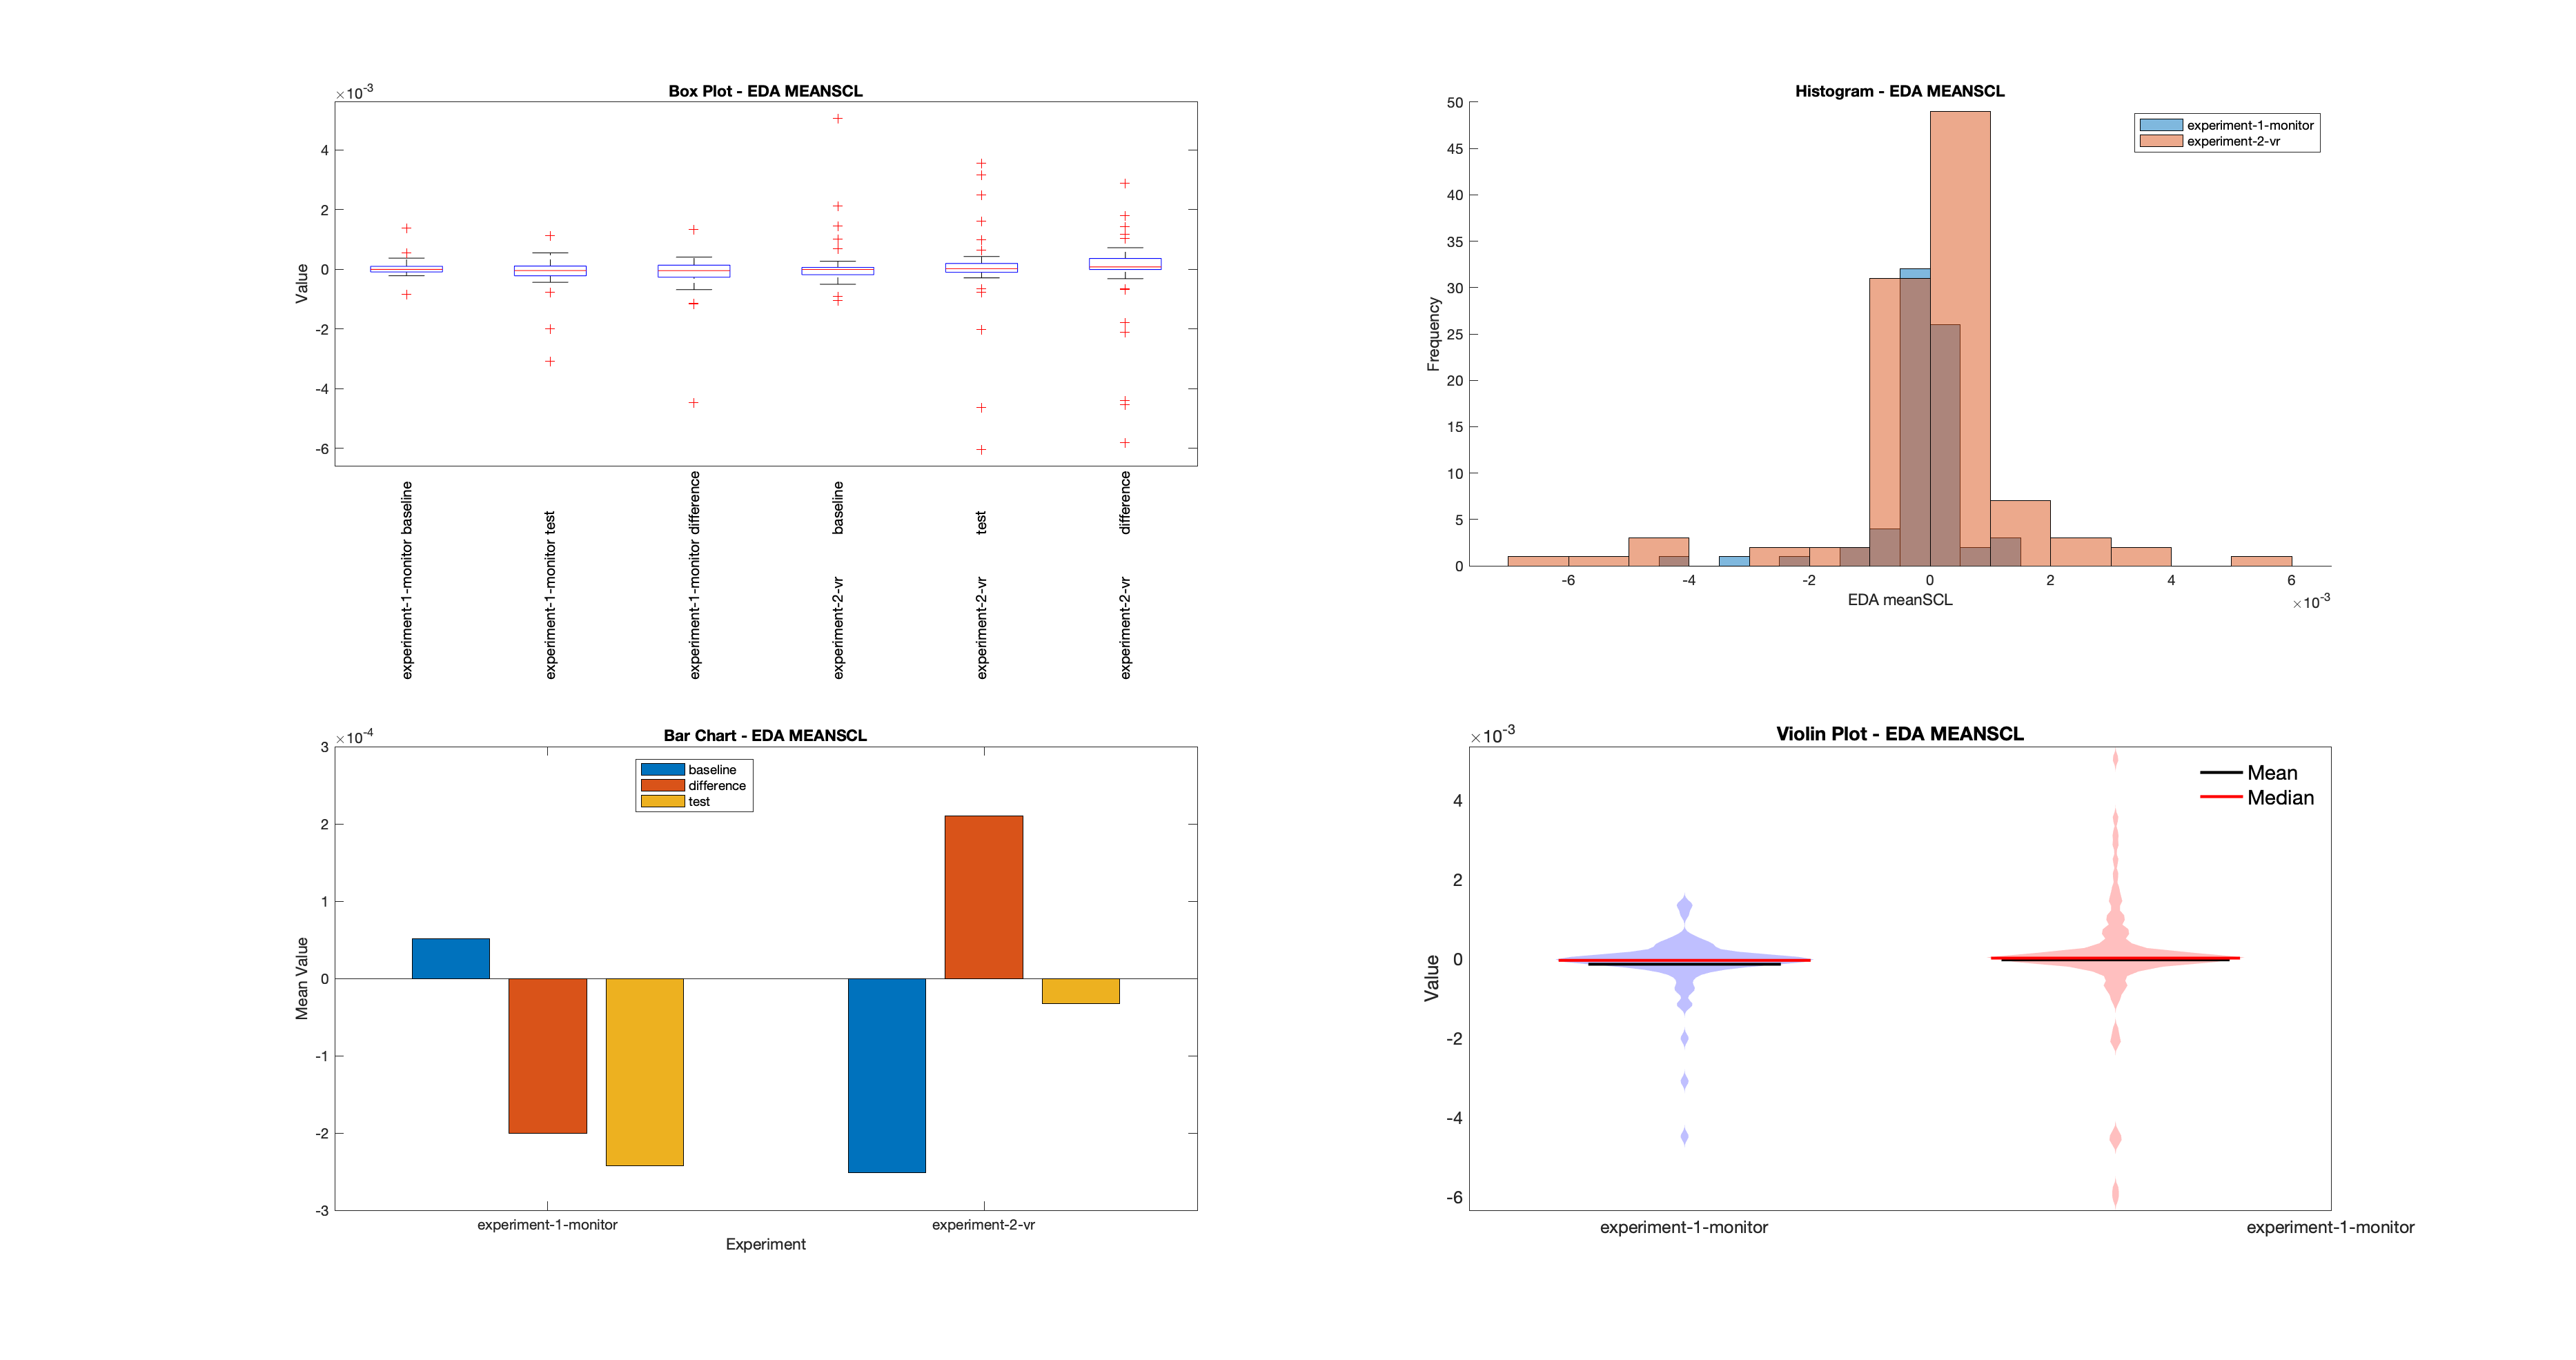 Box Plot - EDA MEANSCL
×10-3
4
2
0
-2
-4
-6
Value
experiment-1-monitor baseline
experiment-1-monitor test
experiment-1-monitor difference
experiment-2-vr baseline
experiment-2-vr test
experiment-2-vr difference
Histogram - EDA MEANSCL
50
45
40
35
30
25
20
15
10
5
0
Frequency
experiment-1-monitor
experiment-2-vr
-6 -4 -2 0 2 4 6
×10-3
EDA meanSCL
Bar Chart - EDA MEANSCL
×10-4
3
2
1
0
-1
-2
-3
Mean Value
baseline
difference
test
experiment-1-monitor experiment-2-vr
Experiment
Violin Plot - EDA MEANSCL
×10-3
4
2
0
-2
-4
-6
Value
Mean
Median
experiment-1-monitor experiment-1-monitor